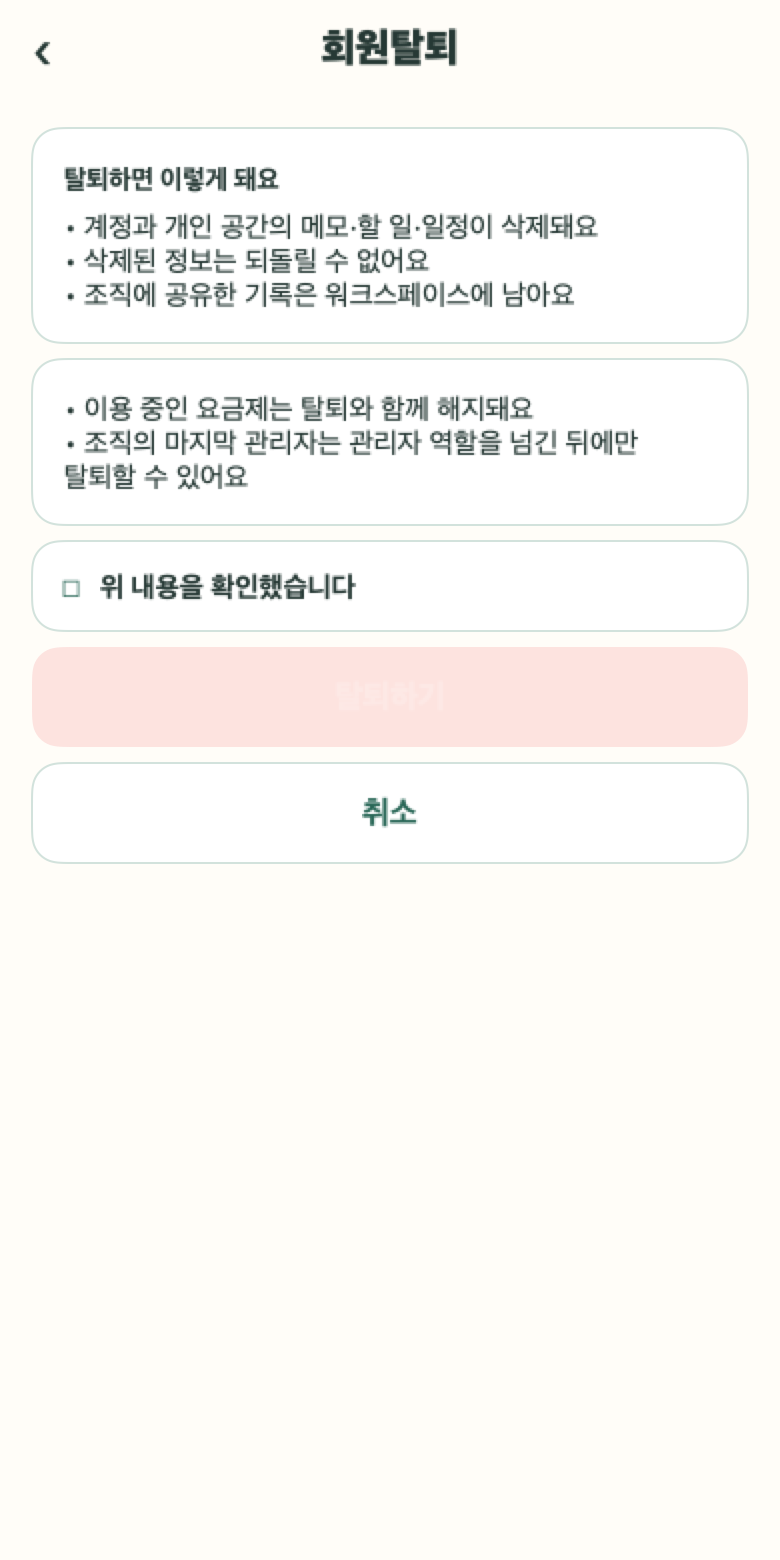 회원탈퇴
탈퇴하면 이렇게 돼요
• 계정과 개인 공간의 메모·할 일·일정이 삭제돼요
• 삭제된 정보는 되돌릴 수 없어요
• 조직에 공유한 기록은 워크스페이스에 남아요
• 이용 중인 요금제는 탈퇴와 함께 해지돼요
• 조직의 마지막 관리자는 관리자 역할을 넘긴 뒤에만
탈퇴할 수 있어요
위 내용을 확인했습니다
탈퇴하기
취소